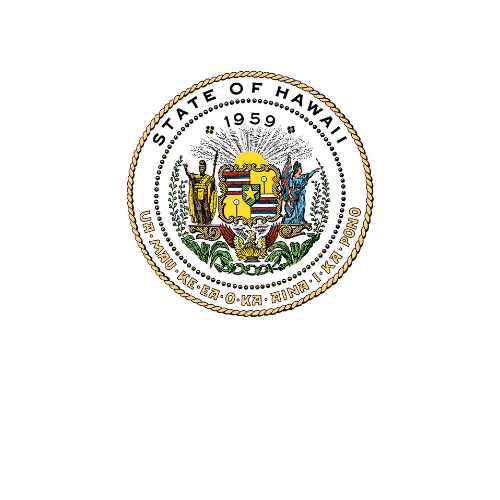 STATE OF HAWAII
1959
UA·MAU·KE·EA·O·KA·AINA·I·KA·PONO